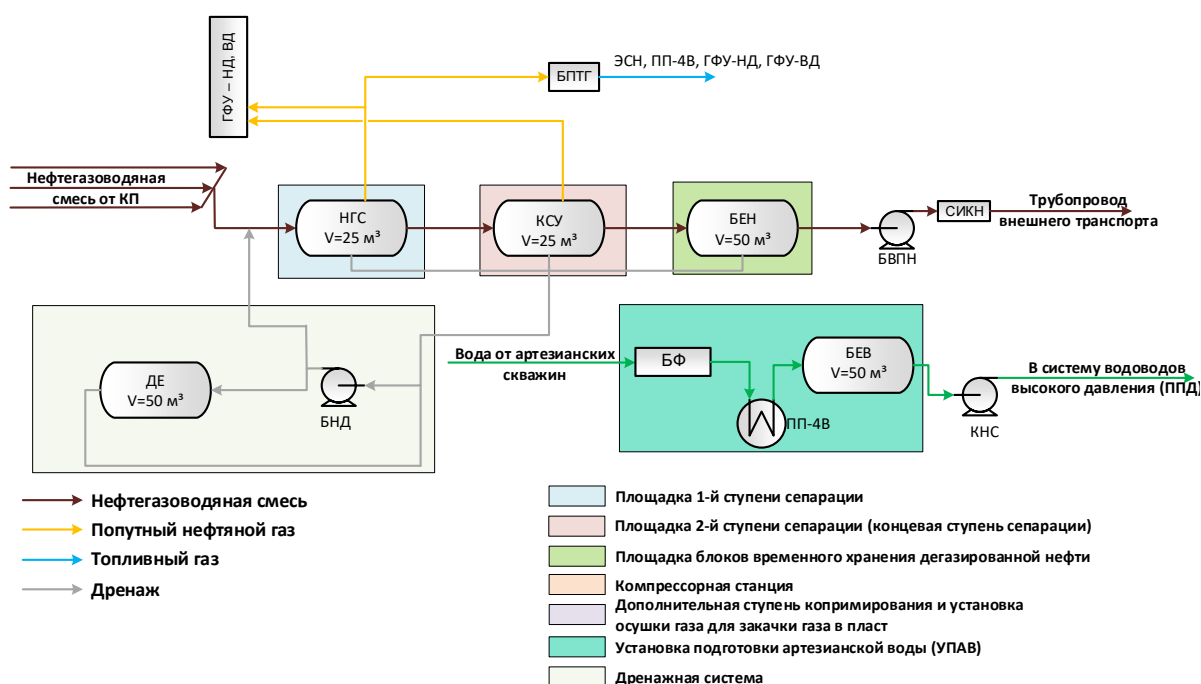 ГФУ – НД, ВД
БПТГ
ЭСН, ПП-4В, ГФУ-НД, ГФУ-ВД
Нефтегазоводяная
смесь от КП
НГС
V=25 м³
КСУ
V=25 м³
БЕН
V=50 м³
БВПН
СИКН
Трубопровод
внешнего транспорта
ДЕ
V=50 м³
БНД
Вода от артезианских
скважин
БФ
ПП-4В
БЕВ
V=50 м³
КНС
В систему водоводов
высокого давления (ППД)
Нефтегазоводяная смесь
Попутный нефтяной газ
Топливный газ
Дренаж
Площадка 1-й ступени сепарации
Площадка 2-й ступени сепарации (концевая ступень сепарации)
Площадка блоков временного хранения дегазированной нефти
Компрессорная станция
Дополнительная ступень копримирования и установка
осушки газа для закачки газа в пласт
Установка подготовки артезианской воды (УПАВ)
Дренажная система